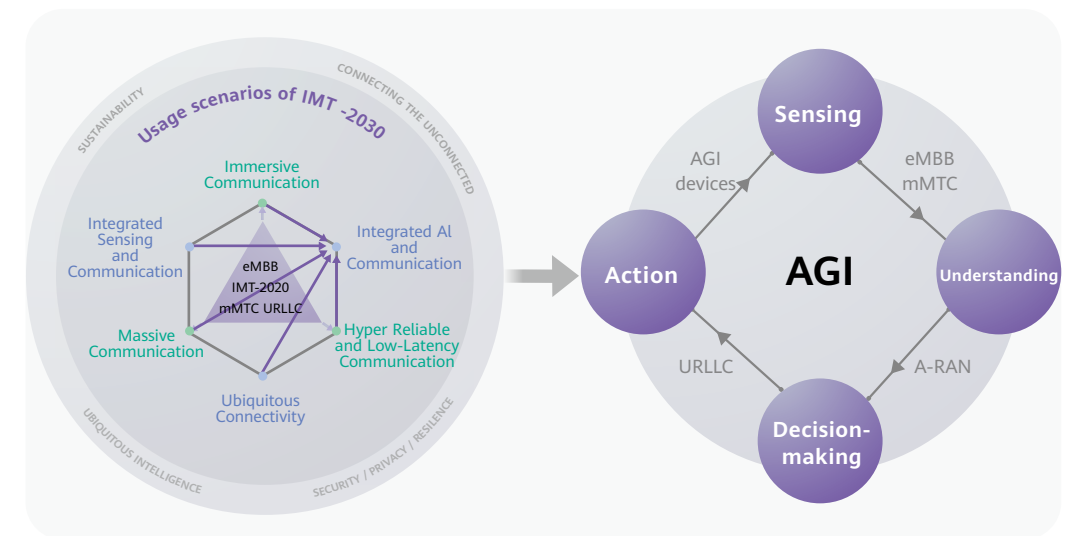 SUSTAINABILITY
CONNECTING THE UNCONNECTED
Usage scenarios of IMT -2030
Immersive
Communication
Integrated
Sensing
and
Communication
Integrated AI
and
Communication
eMBB
IMT-2020
mMTC URLLC
Massive
Communication
Hyper Reliable
and Low-Latency
Communication
Ubiquitous
Connectivity
UBIQUITOUS INTELLIGENCE
SECURITY / PRIVACY / RESILENCE
Sensing
AGI
devices
eMBB
mMTC
Action
AGI
Understanding
URLLC
A-RAN
Decision-
making